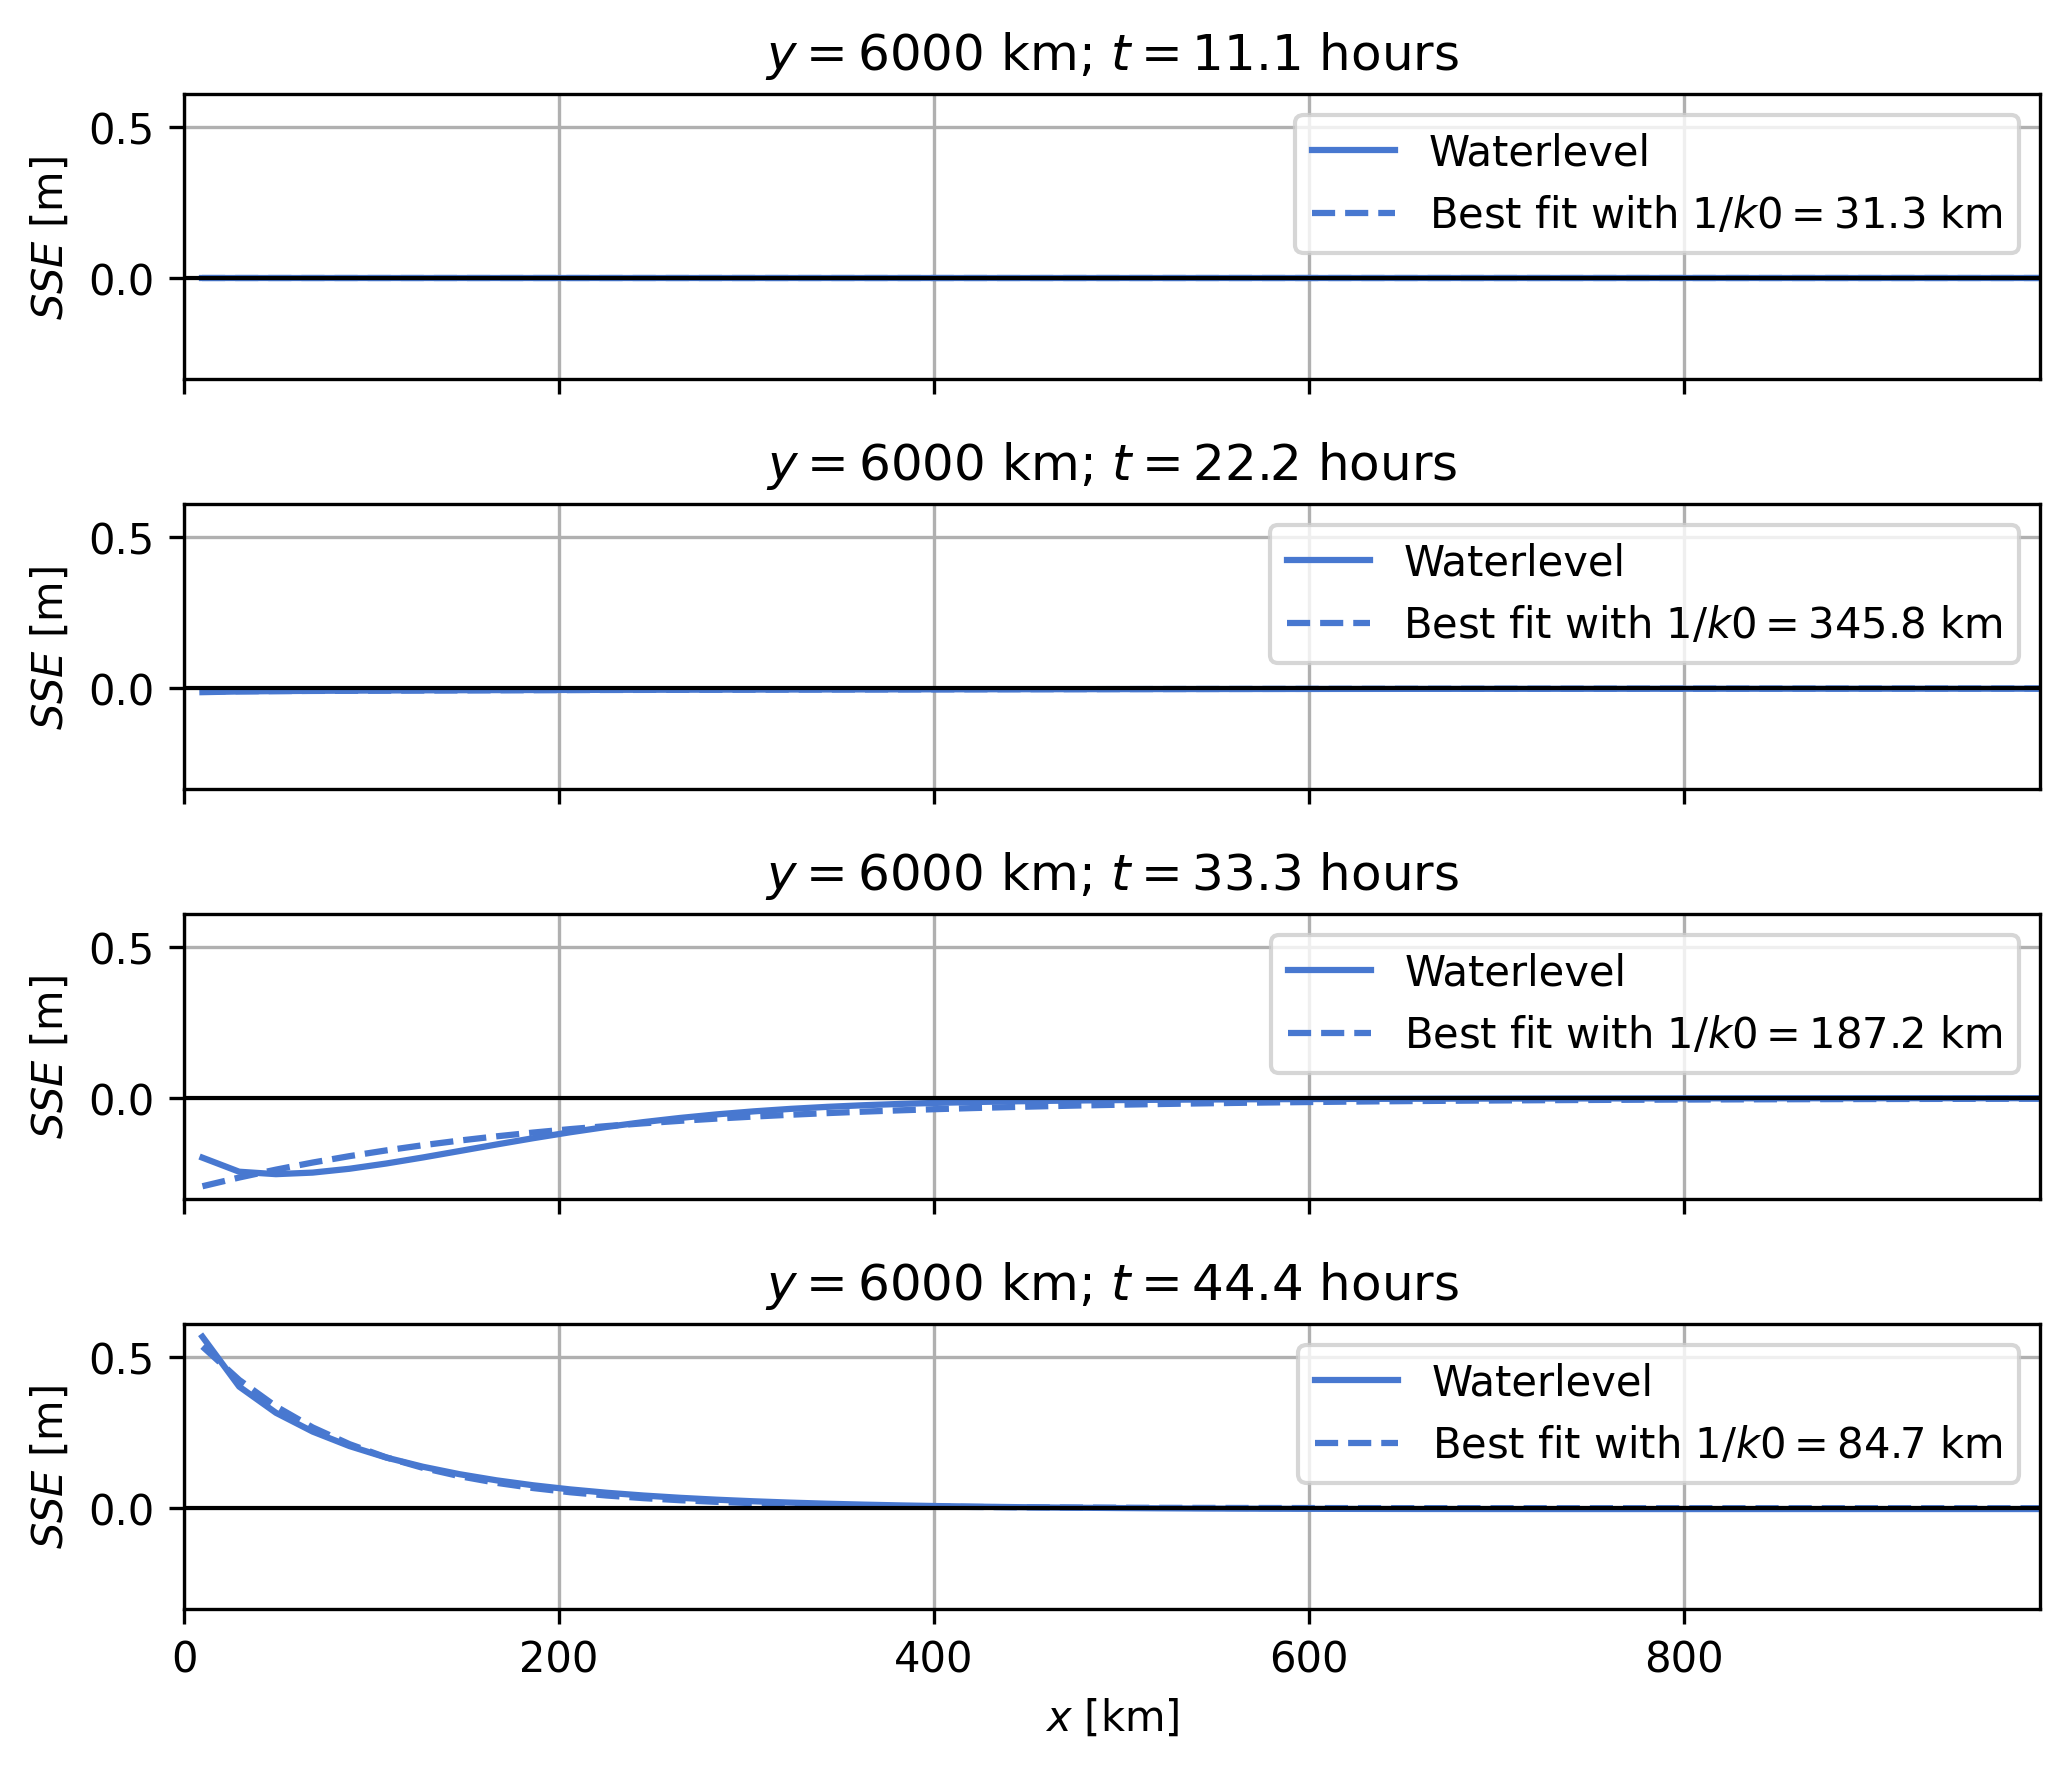 y = 6000 km; t = 11.1 hours
SSE [m]
0.5
0.0
Waterlevel
Best fit with 1/k0 = 31.3 km
y = 6000 km; t = 22.2 hours
SSE [m]
0.5
0.0
Waterlevel
Best fit with 1/k0 = 345.8 km
y = 6000 km; t = 33.3 hours
SSE [m]
0.5
0.0
Waterlevel
Best fit with 1/k0 = 187.2 km
y = 6000 km; t = 44.4 hours
SSE [m]
0.5
0.0
Waterlevel
Best fit with 1/k0 = 84.7 km
0 200 400 600 800
x [km]